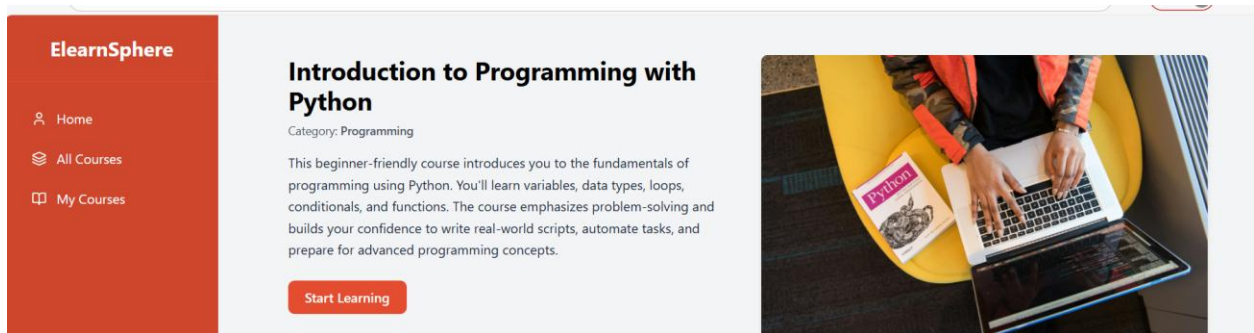 ElearnSphere
Home
All Courses
My Courses
Introduction to Programming with
Python
Category: Programming
This beginner-friendly course introduces you to the fundamentals of
programming using Python. You'll learn variables, data types, loops,
conditionals, and functions. The course emphasizes problem-solving and
builds your confidence to write real-world scripts, automate tasks, and
prepare for advanced programming concepts.
Start Learning
Python